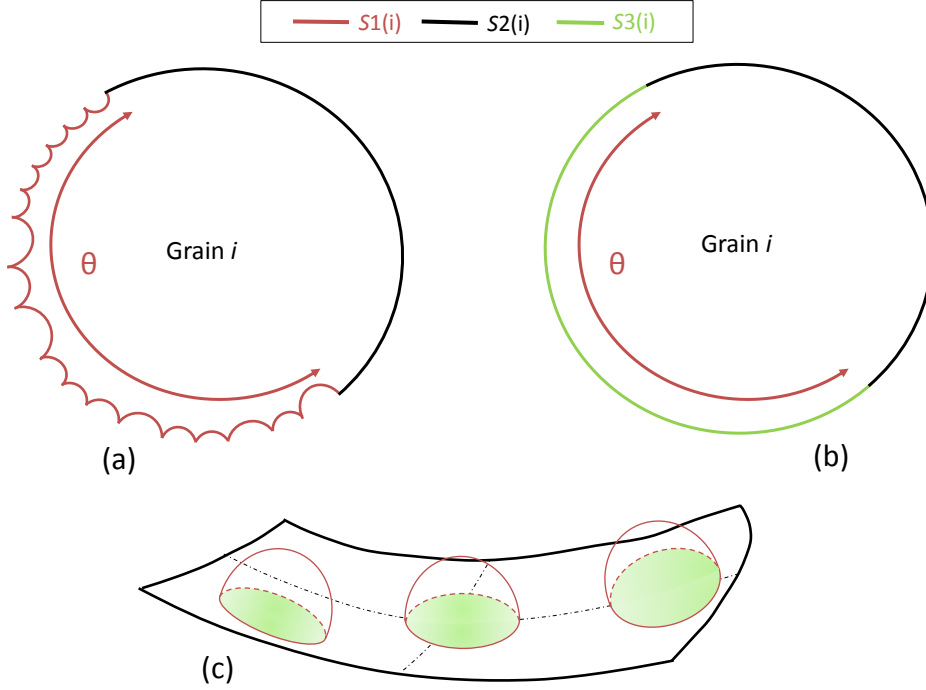 S1(i) S2(i) S3(i)
Grain i
θ
(a)
Grain i
θ
(b)
(c)